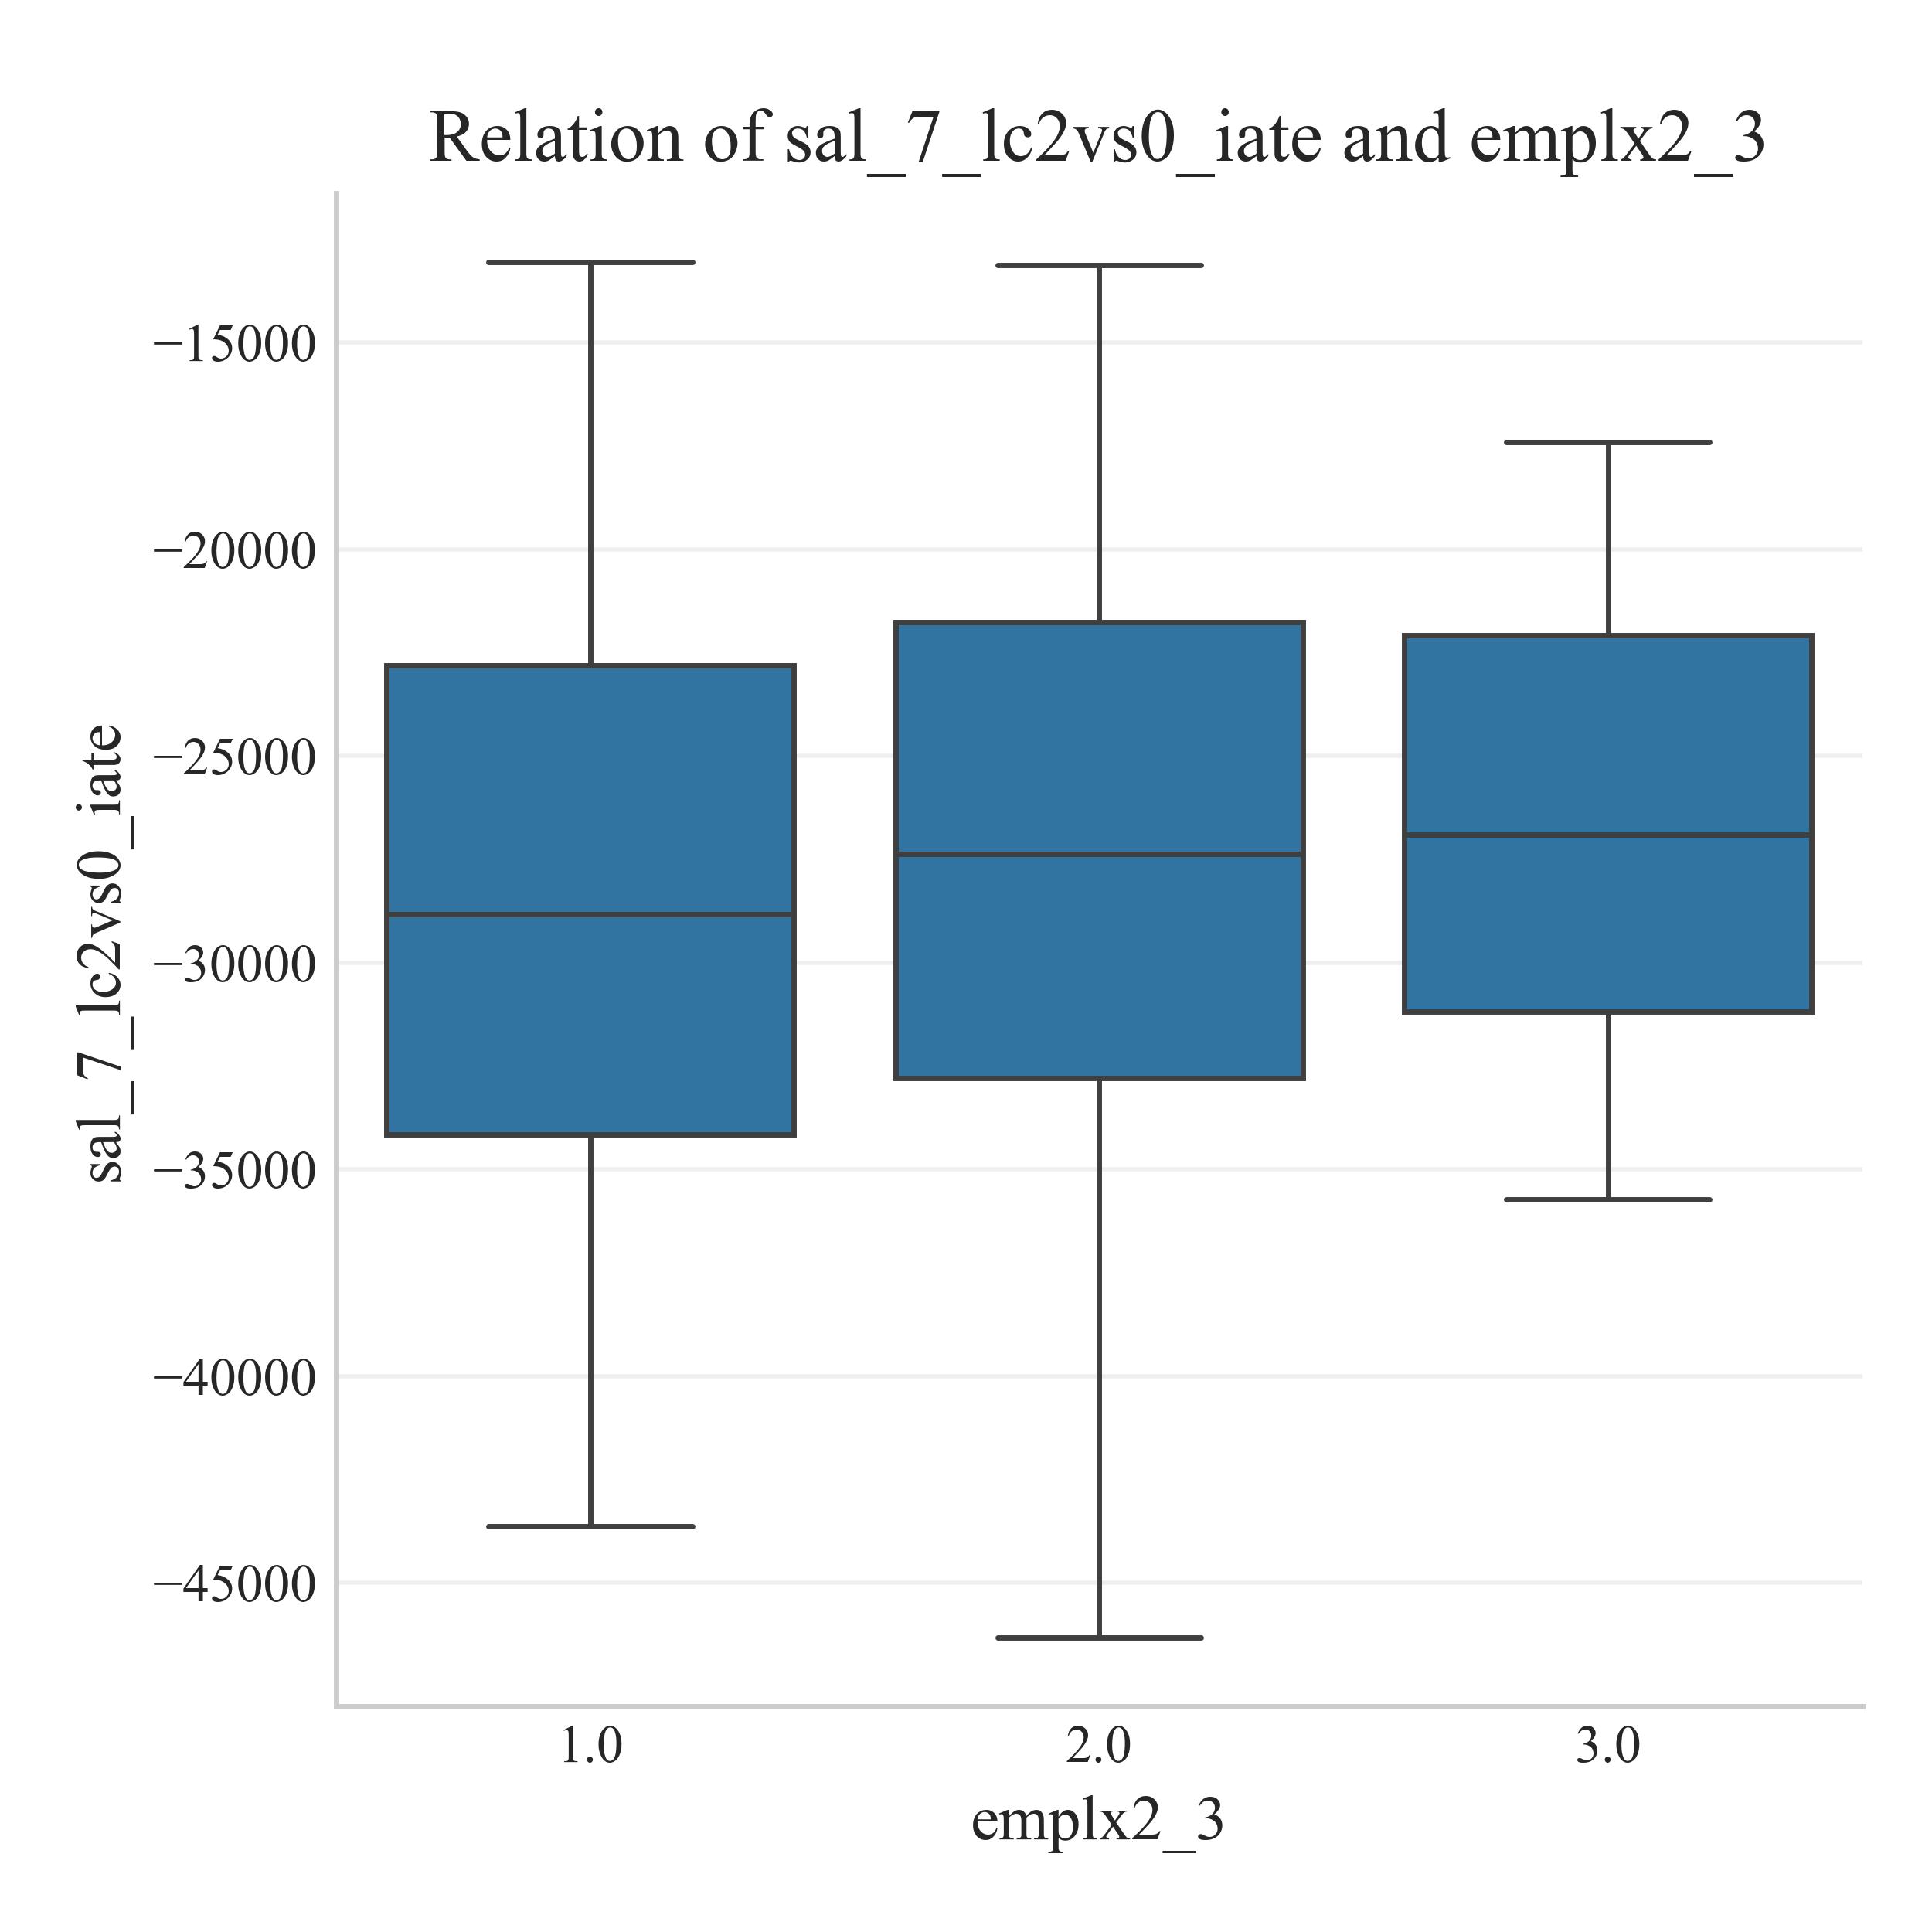 Relation of sal_7_lc2vs0_iate and emplx2_3
sal_7_lc2vs0_iate
−15000
−20000
−25000
−30000
−35000
−40000
−45000
1.0 2.0 3.0
emplx2_3